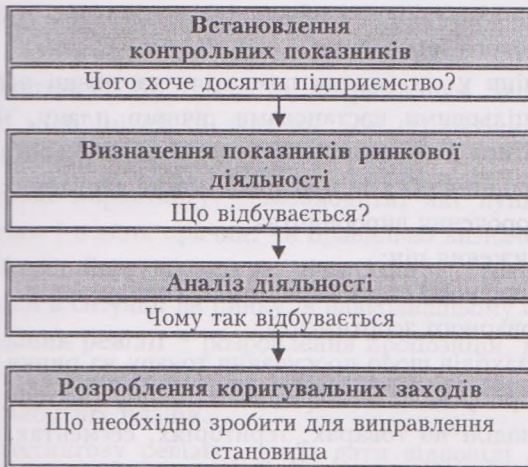 Встановлення
контрольних показників
Чого хоче досягти підприємство?
Визначення показників ринкової
діяльності
Що відбувається?
Аналіз діяльності
Чому так відбувається
Розроблення коригувальних заходів
Що необхідно зробити для виправлення
становища